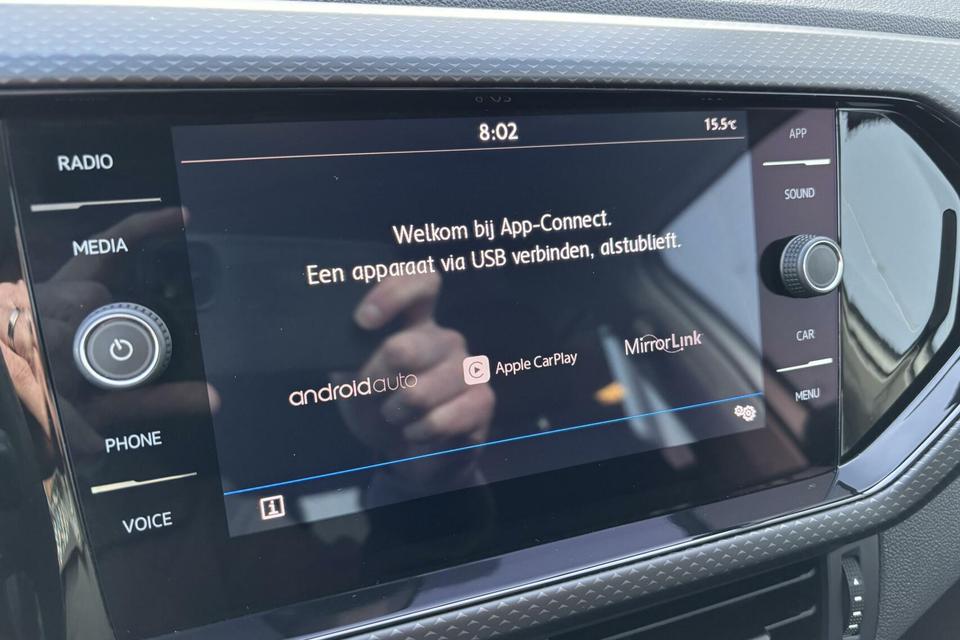 8:02
15.5°C
RADIO
MEDIA
PHONE
VOICE
Welkom bij App-Connect.
Een apparaat via USB verbinden, alstublieft.
androidauto
Apple CarPlay
MirrorLink
i
APP
SOUND
CAR
MENU